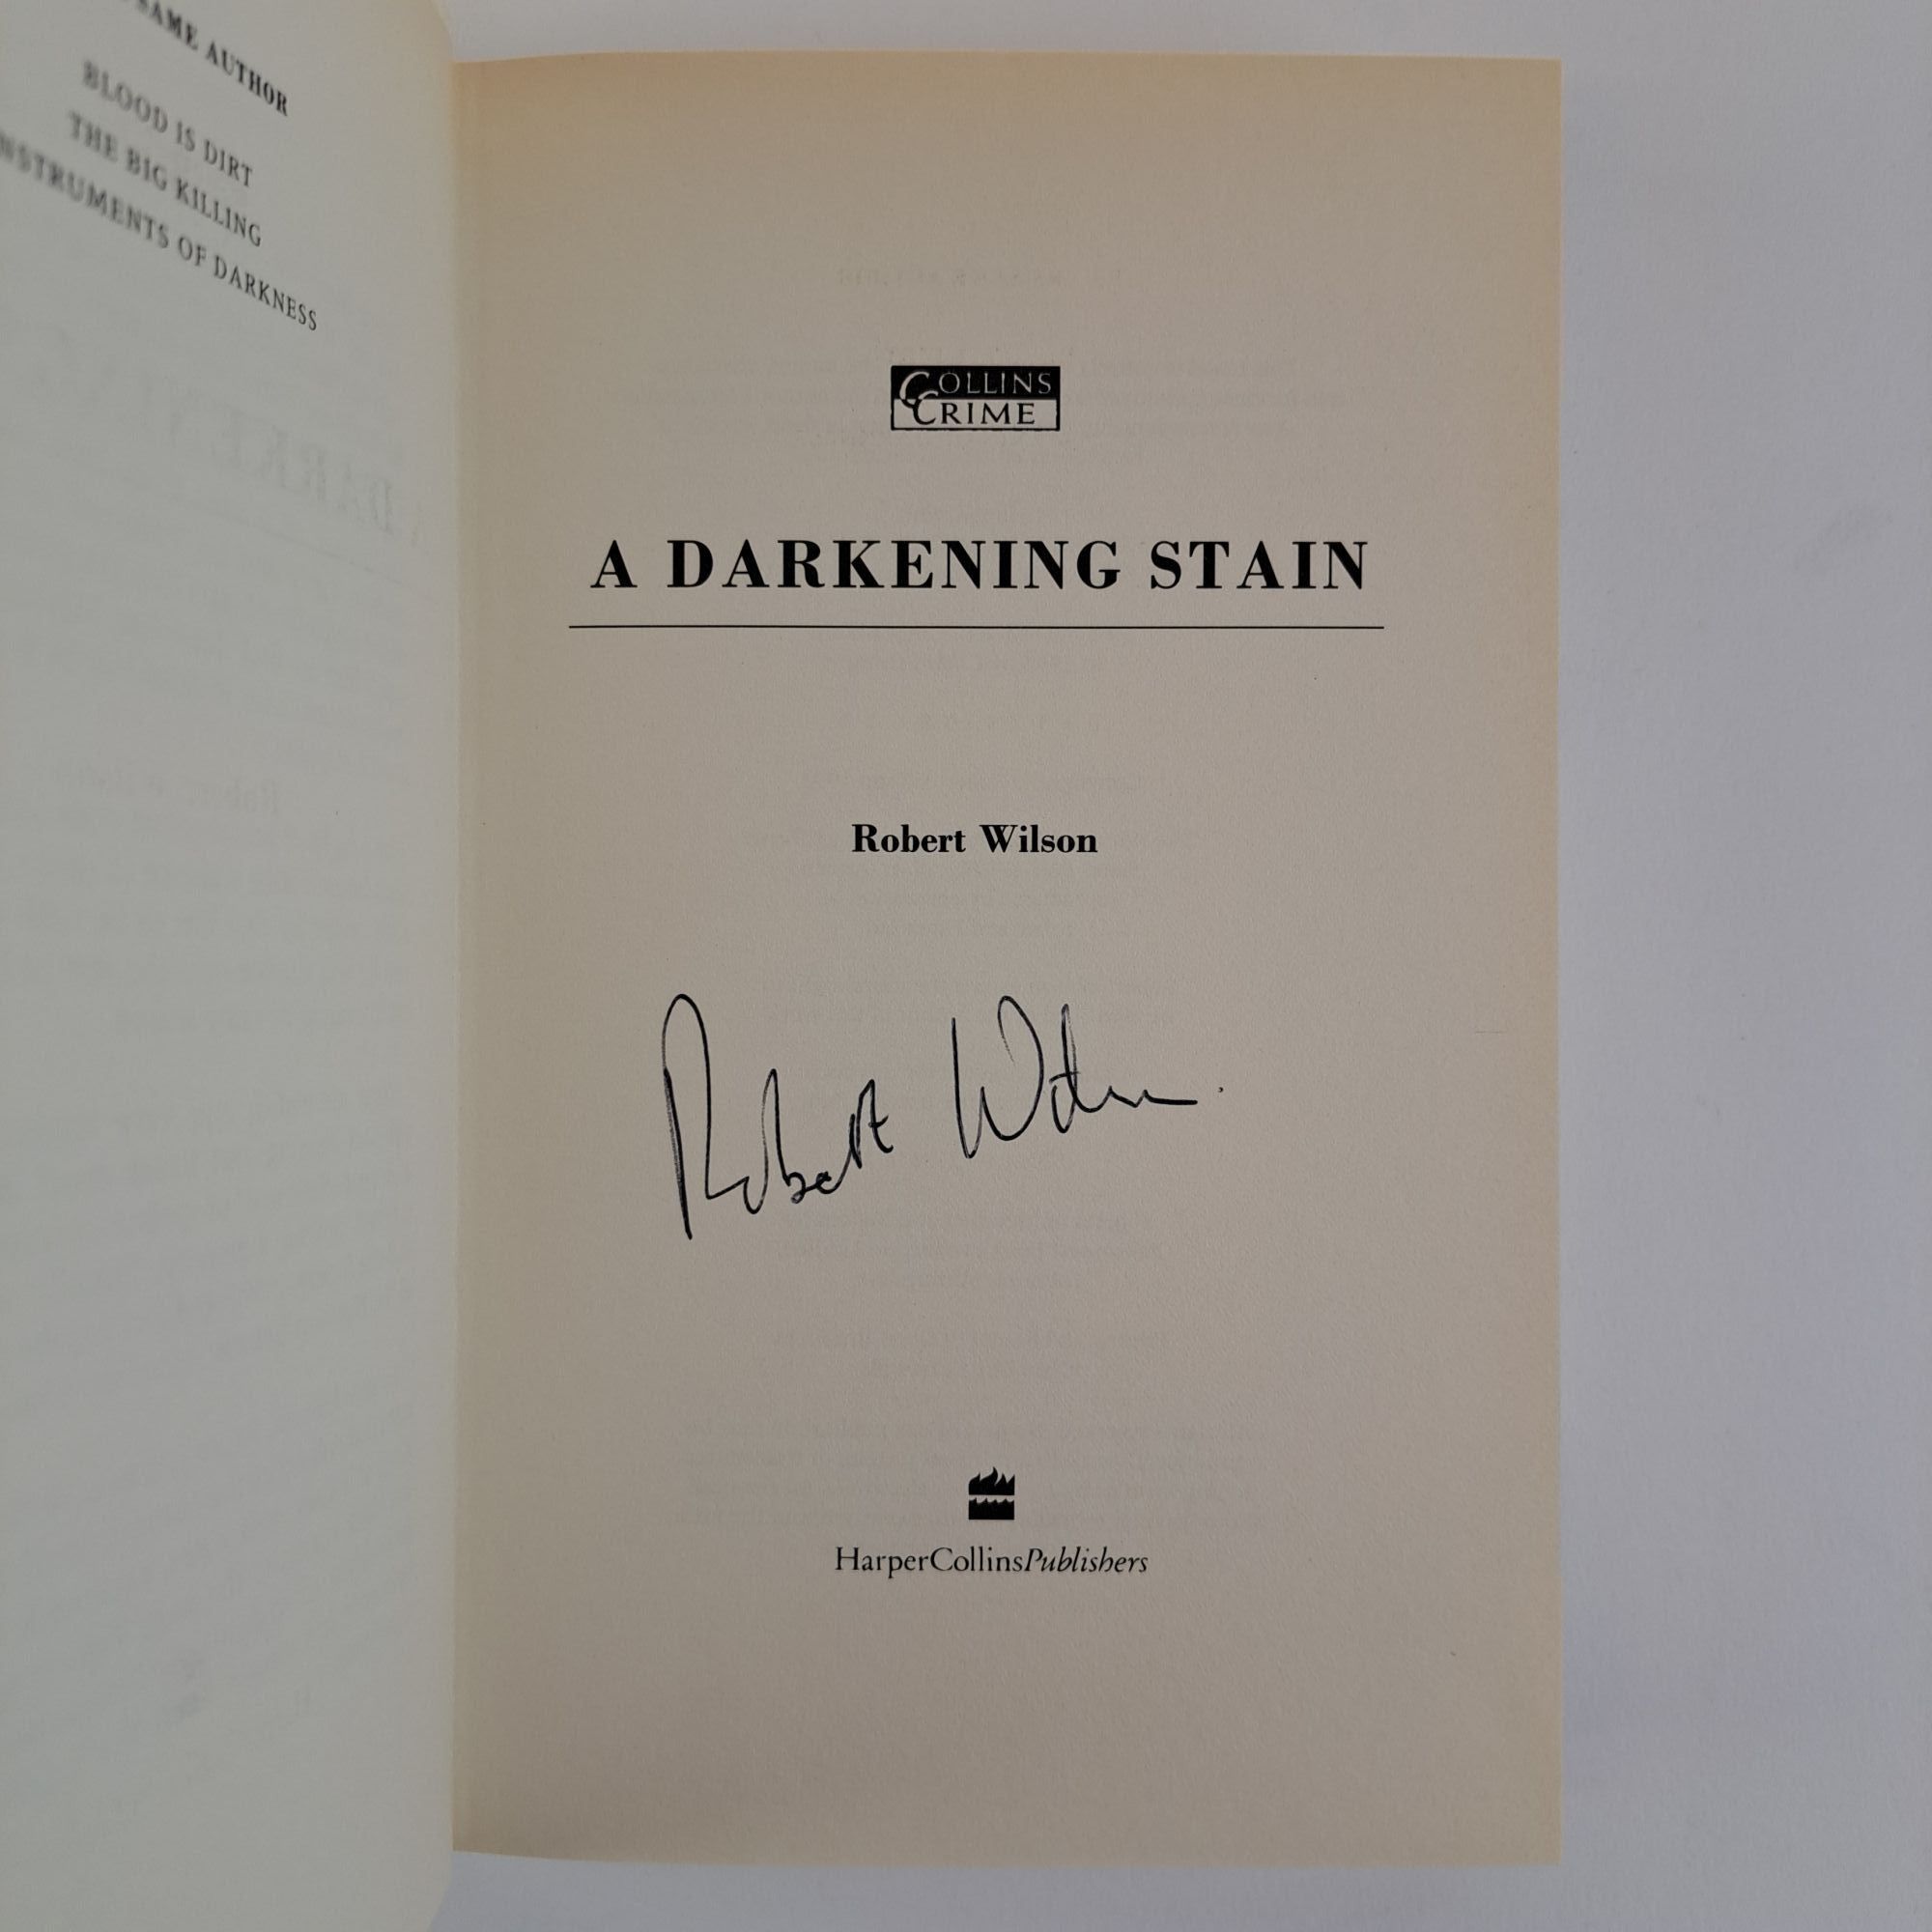 SAME AUTHOR
BLOOD IS DIRT
THE BIG KILLING
INSTRUMENTS OF DARKNESS
COLLINS
CRIME
A DARKENING STAIN
Robert Wilson
Robert Wilson
HarperCollinsPublishers